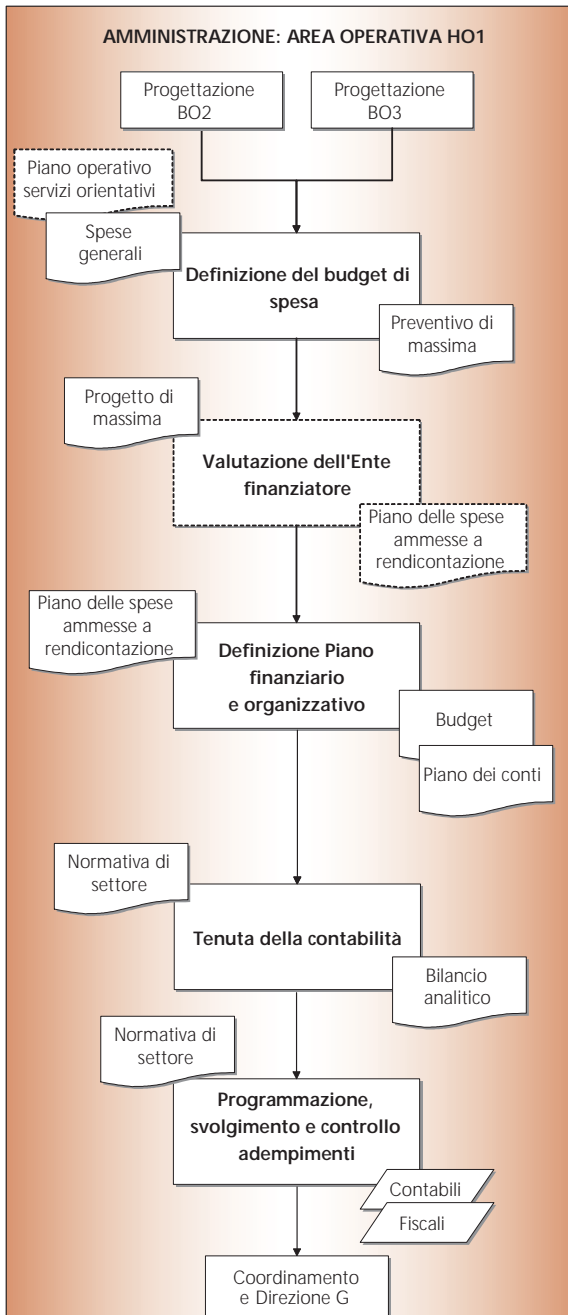 AMMINISTRAZIONE: AREA OPERATIVA HO1
Progettazione
BO2
Progettazione
BO3
Piano operativo
servizi orientativi
Spese
generali
Definizione del budget di
spesa
Preventivo di
massima
Progetto di
massima
Valutazione dell'Ente
finanziatore
Piano delle spese
ammesse a
rendicontazione
Piano delle spese
ammesse a
rendicontazione
Definizione Piano
finanziario
e organizzativo
Budget
Piano dei conti
Normativa di
settore
Tenuta della contabilità
Bilancio
analitico
Normativa di
settore
Programmazione,
svolgimento e controllo
adempimenti
Contabili
Fiscali
Coordinamento
e Direzione G